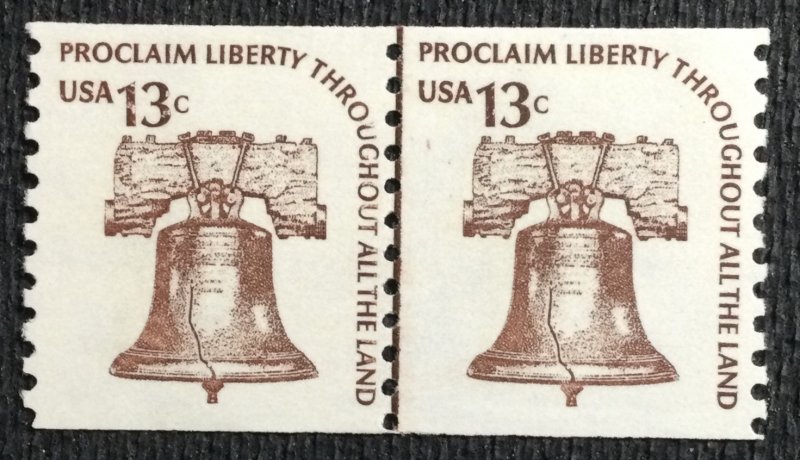 PROCLAIM LIBERTY THROUGHOUT ALL THE LAND
USA 13c
PROCLAIM LIBERTY THROUGHOUT ALL THE LAND
USA 13c